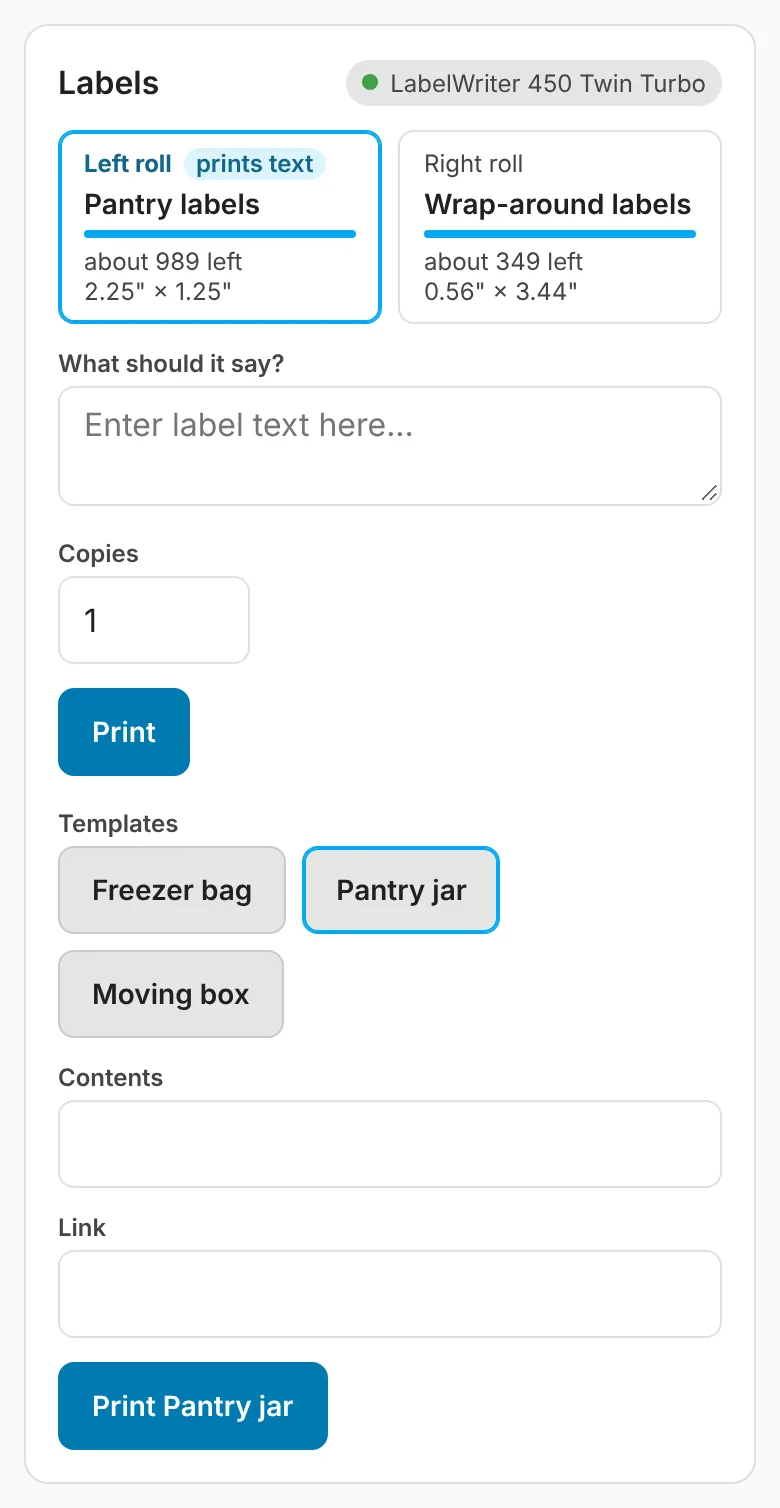 Labels
LabelWriter 450 Twin Turbo
Left roll prints text
Pantry labels
about 989 left
2.25" × 1.25"
Right roll
Wrap-around labels
about 349 left
0.56" × 3.44"
What should it say?
Enter label text here...
Copies
1
Print
Templates
Freezer bag
Pantry jar
Moving box
Contents
Link
Print Pantry jar